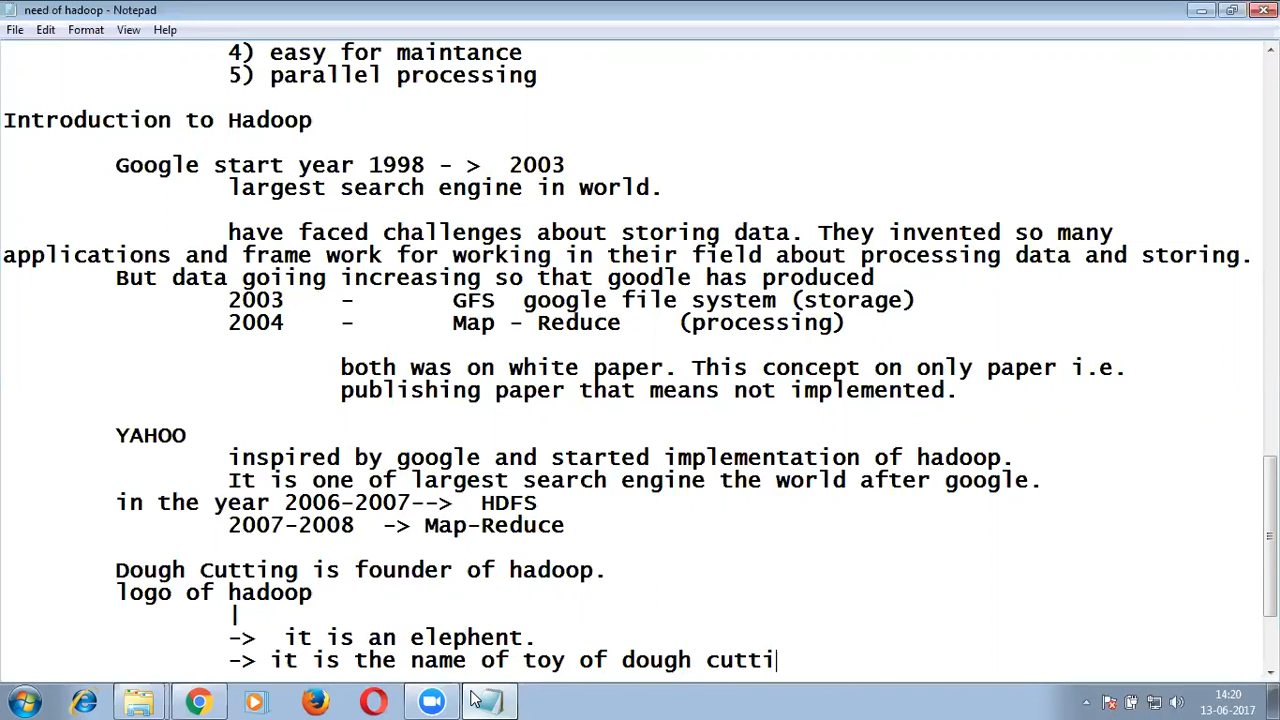 need of hadoop - Notepad
File Edit Format View Help
4) easy for maintance
5) parallel processing
Introduction to Hadoop
Google start year 1998 - > 2003
largest search engine in world.
have faced challenges about storing data. They invented so many
applications and frame work for working in their field about processing data and storing.
But data goiing increasing so that goodle has produced
2003 - GFS google file system (storage)
2004 - Map - Reduce (processing)
both was on white paper. This concept on only paper i.e.
publishing paper that means not implemented.
YAHOO
inspired by google and started implementation of hadoop.
It is one of largest search engine the world after google.
in the year 2006-2007--> HDFS
2007-2008 -> Map-Reduce
Dough Cutting is founder of hadoop.
logo of hadoop
|
-> it is an elephent.
-> it is the name of toy of dough cutti
14:20
13-06-2017